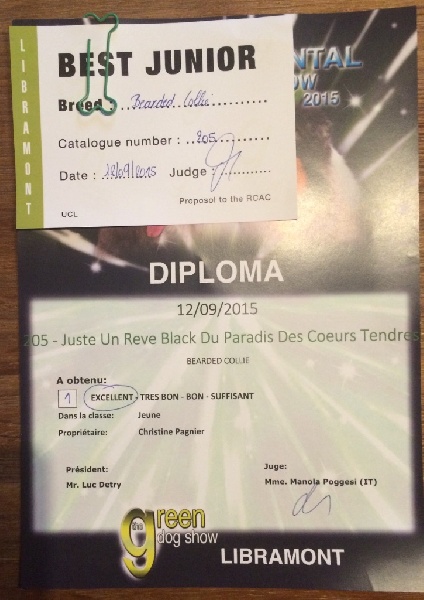 LIBRAMONT
BEST JUNIOR
Breed : Bearded Collie
Catalogue number : 205
Date : 12/09/2015 Judge :
Proposal to the RCAC
UCL
NTAL
OW
2015
DIPLOMA
12/09/2015
205 - Juste Un Reve Black Du Paradis Des Coeurs Tendres
BEARDED COLLIE
A obtenu:
1 EXCELLENT - TRES BON - BON - SUFFISANT
Dans la classe: Jeune
Propriétaire: Christine Pagnier
Président:
Mr. Luc Detry
Juge:
Mme. Manola Poggesi (IT)
the green
dog show
LIBRAMONT